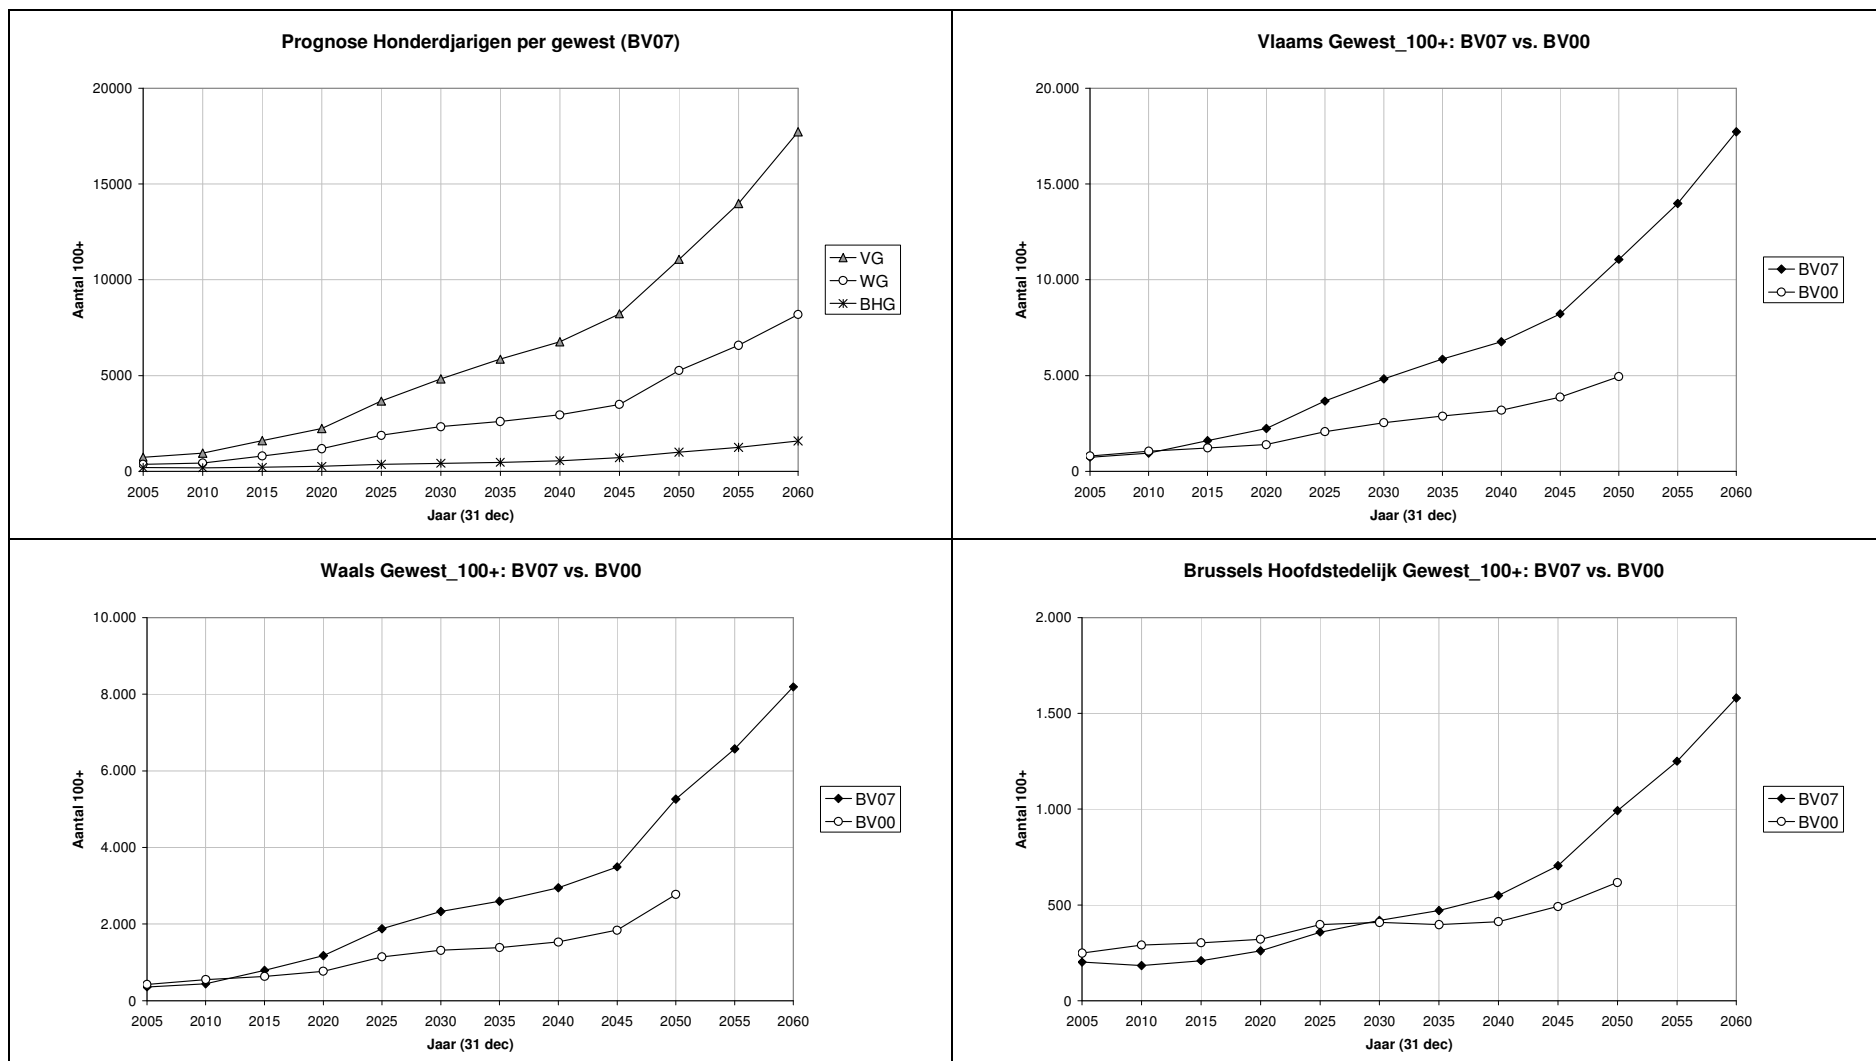 Prognose Honderdjarigen per gewest (BV07)
20000
15000
10000
5000
0
Aantal 100+
2005 2010 2015 2020 2025 2030 2035 2040 2045 2050 2055 2060
Jaar (31 dec)
VG
WG
BHG
Vlaams Gewest_100+: BV07 vs. BV00
20.000
15.000
10.000
5.000
0
Aantal 100+
2005 2010 2015 2020 2025 2030 2035 2040 2045 2050 2055 2060
Jaar (31 dec)
BV07
BV00
Waals Gewest_100+: BV07 vs. BV00
10.000
8.000
6.000
4.000
2.000
0
Aantal 100+
2005 2010 2015 2020 2025 2030 2035 2040 2045 2050 2055 2060
Jaar (31 dec)
BV07
BV00
Brussels Hoofdstedelijk Gewest_100+: BV07 vs. BV00
2.000
1.500
1.000
500
0
Aantal 100+
2005 2010 2015 2020 2025 2030 2035 2040 2045 2050 2055 2060
Jaar (31 dec)
BV07
BV00